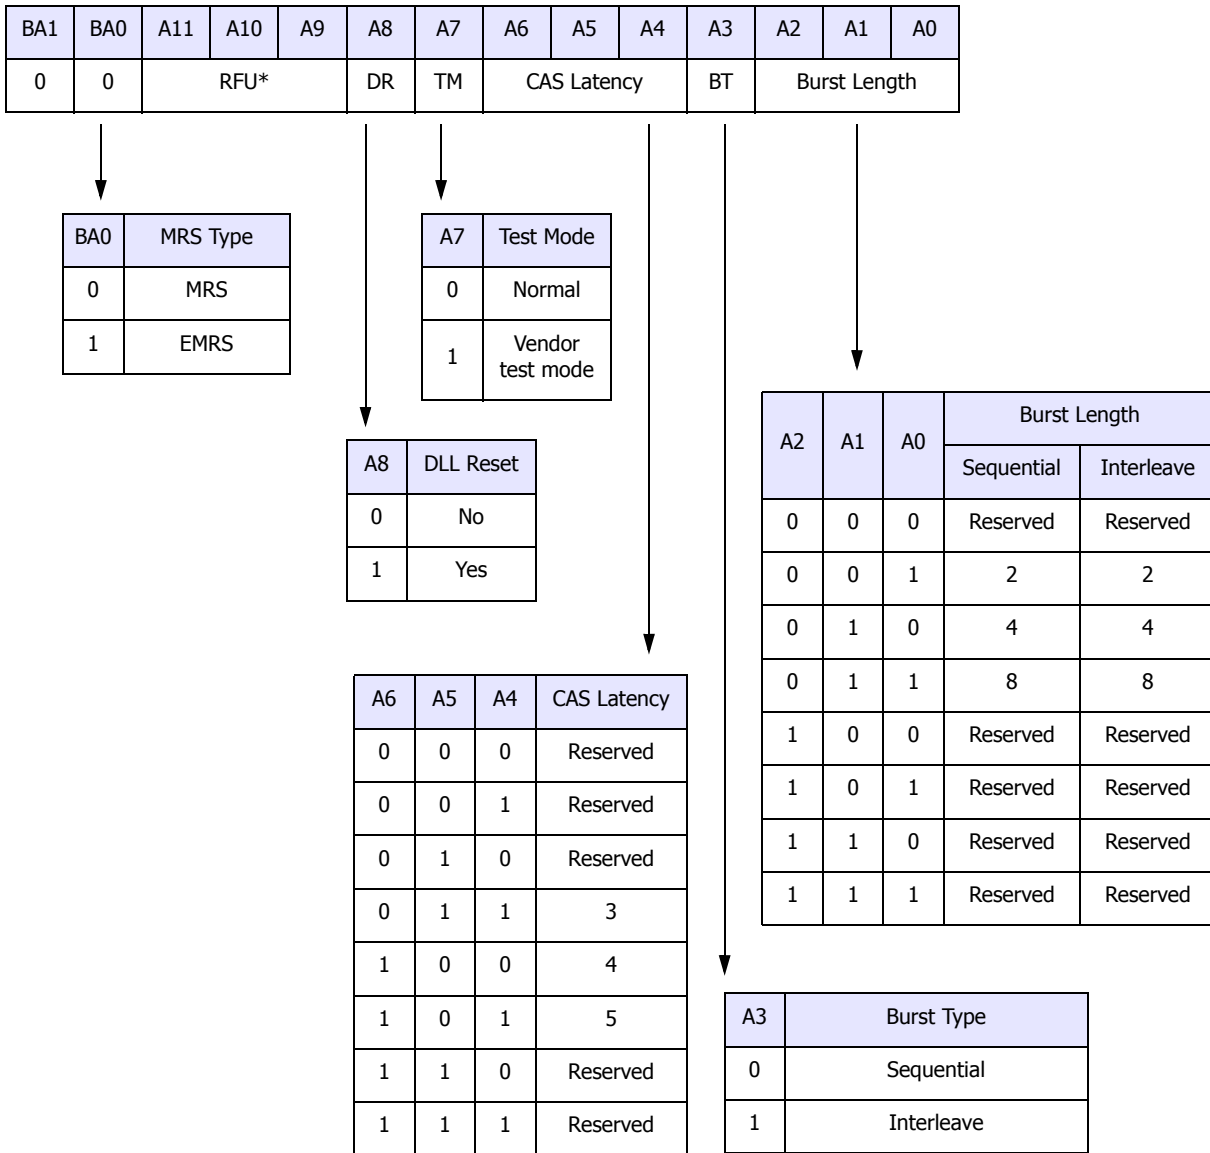 BA1 BA0 A11 A10 A9 A8 A7 A6 A5 A4 A3 A2 A1 A0
0 0 RFU* DR TM CAS Latency BT Burst Length
BA0 MRS Type
0 MRS
1 EMRS
A7 Test Mode
0 Normal
1 Vendor
test mode
A8 DLL Reset
0 No
1 Yes
A2 A1 A0 Burst Length
Sequential Interleave
0 0 0 Reserved Reserved
0 0 1 2 2
0 1 0 4 4
0 1 1 8 8
1 0 0 Reserved Reserved
1 0 1 Reserved Reserved
1 1 0 Reserved Reserved
1 1 1 Reserved Reserved
A6 A5 A4 CAS Latency
0 0 0 Reserved
0 0 1 Reserved
0 1 0 Reserved
0 1 1 3
1 0 0 4
1 0 1 5
1 1 0 Reserved
1 1 1 Reserved
A3 Burst Type
0 Sequential
1 Interleave